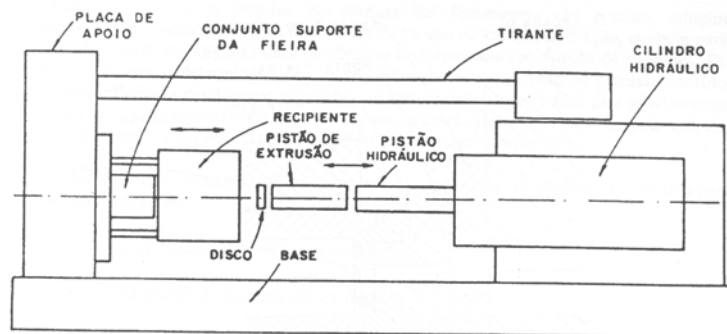 PLACA DE
APOIO
CONJUNTO SUPORTE
DA FIEIRA
TIRANTE
CILINDRO
HIDRÁULICO
RECIPIENTE
PISTÃO DE
EXTRUSÃO
PISTÃO
HIDRÁULICO
DISCO
BASE